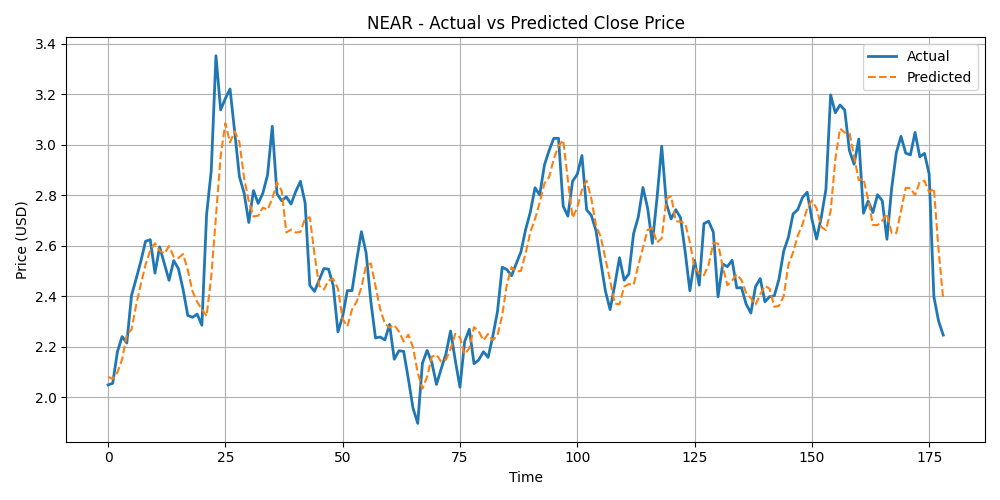 NEAR - Actual vs Predicted Close Price
Actual
Predicted
Price (USD)
3.4
3.2
3.0
2.8
2.6
2.4
2.2
2.0
0 25 50 75 100 125 150 175
Time